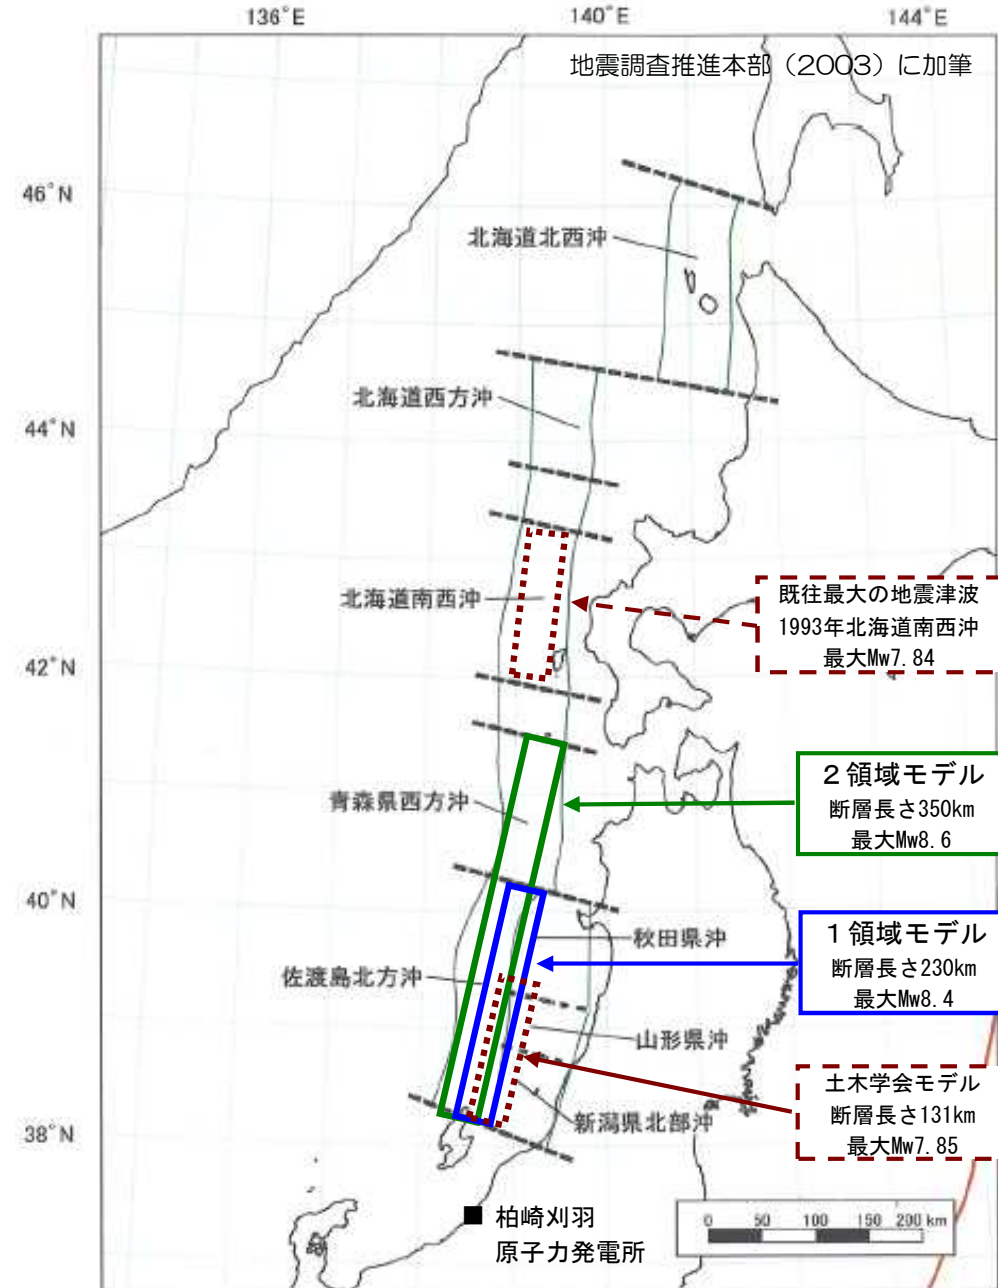 136°E 140°E 144°E
地震調査推進本部（2003）に加筆
46°N
北海道北西沖
北海道西方沖
44°N
北海道南西沖
既往最大の地震津波
1993年北海道南西沖
最大Mw7.84
42°N
２領域モデル
断層長さ350km
最大Mw8.6
青森県西方沖
40°N
１領域モデル
断層長さ230km
最大Mw8.4
秋田県沖
佐渡島北方沖
山形県沖
土木学会モデル
断層長さ131km
最大Mw7.85
新潟県北部沖
38°N
柏崎刈羽
原子力発電所
0 50 100 150 200 km